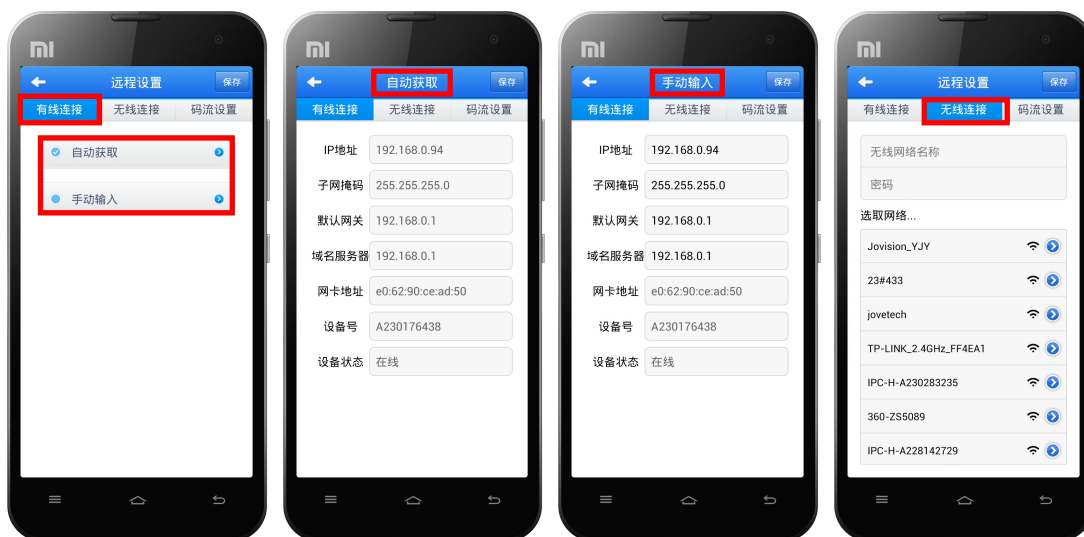 远程设置
保存
有线连接 无线连接 码流设置
自动获取
手动输入
自动获取
保存
有线连接 无线连接 码流设置
IP地址 192.168.0.94
子网掩码 255.255.255.0
默认网关 192.168.0.1
域名服务器 192.168.0.1
网卡地址 e0:62:90:ce:ad:50
设备号 A230176438
设备状态 在线
手动输入
保存
有线连接 无线连接 码流设置
IP地址 192.168.0.94
子网掩码 255.255.255.0
默认网关 192.168.0.1
域名服务器 192.168.0.1
网卡地址 e0:62:90:ce:ad:50
设备号 A230176438
设备状态 在线
远程设置
保存
有线连接 无线连接 码流设置
无线网络名称
密码
选取网络...
Jovision_YJY
23#433
jovetech
TP-LINK_2.4GHz_FF4EA1
IPC-H-A230283235
360-ZS5089
IPC-H-A228142729